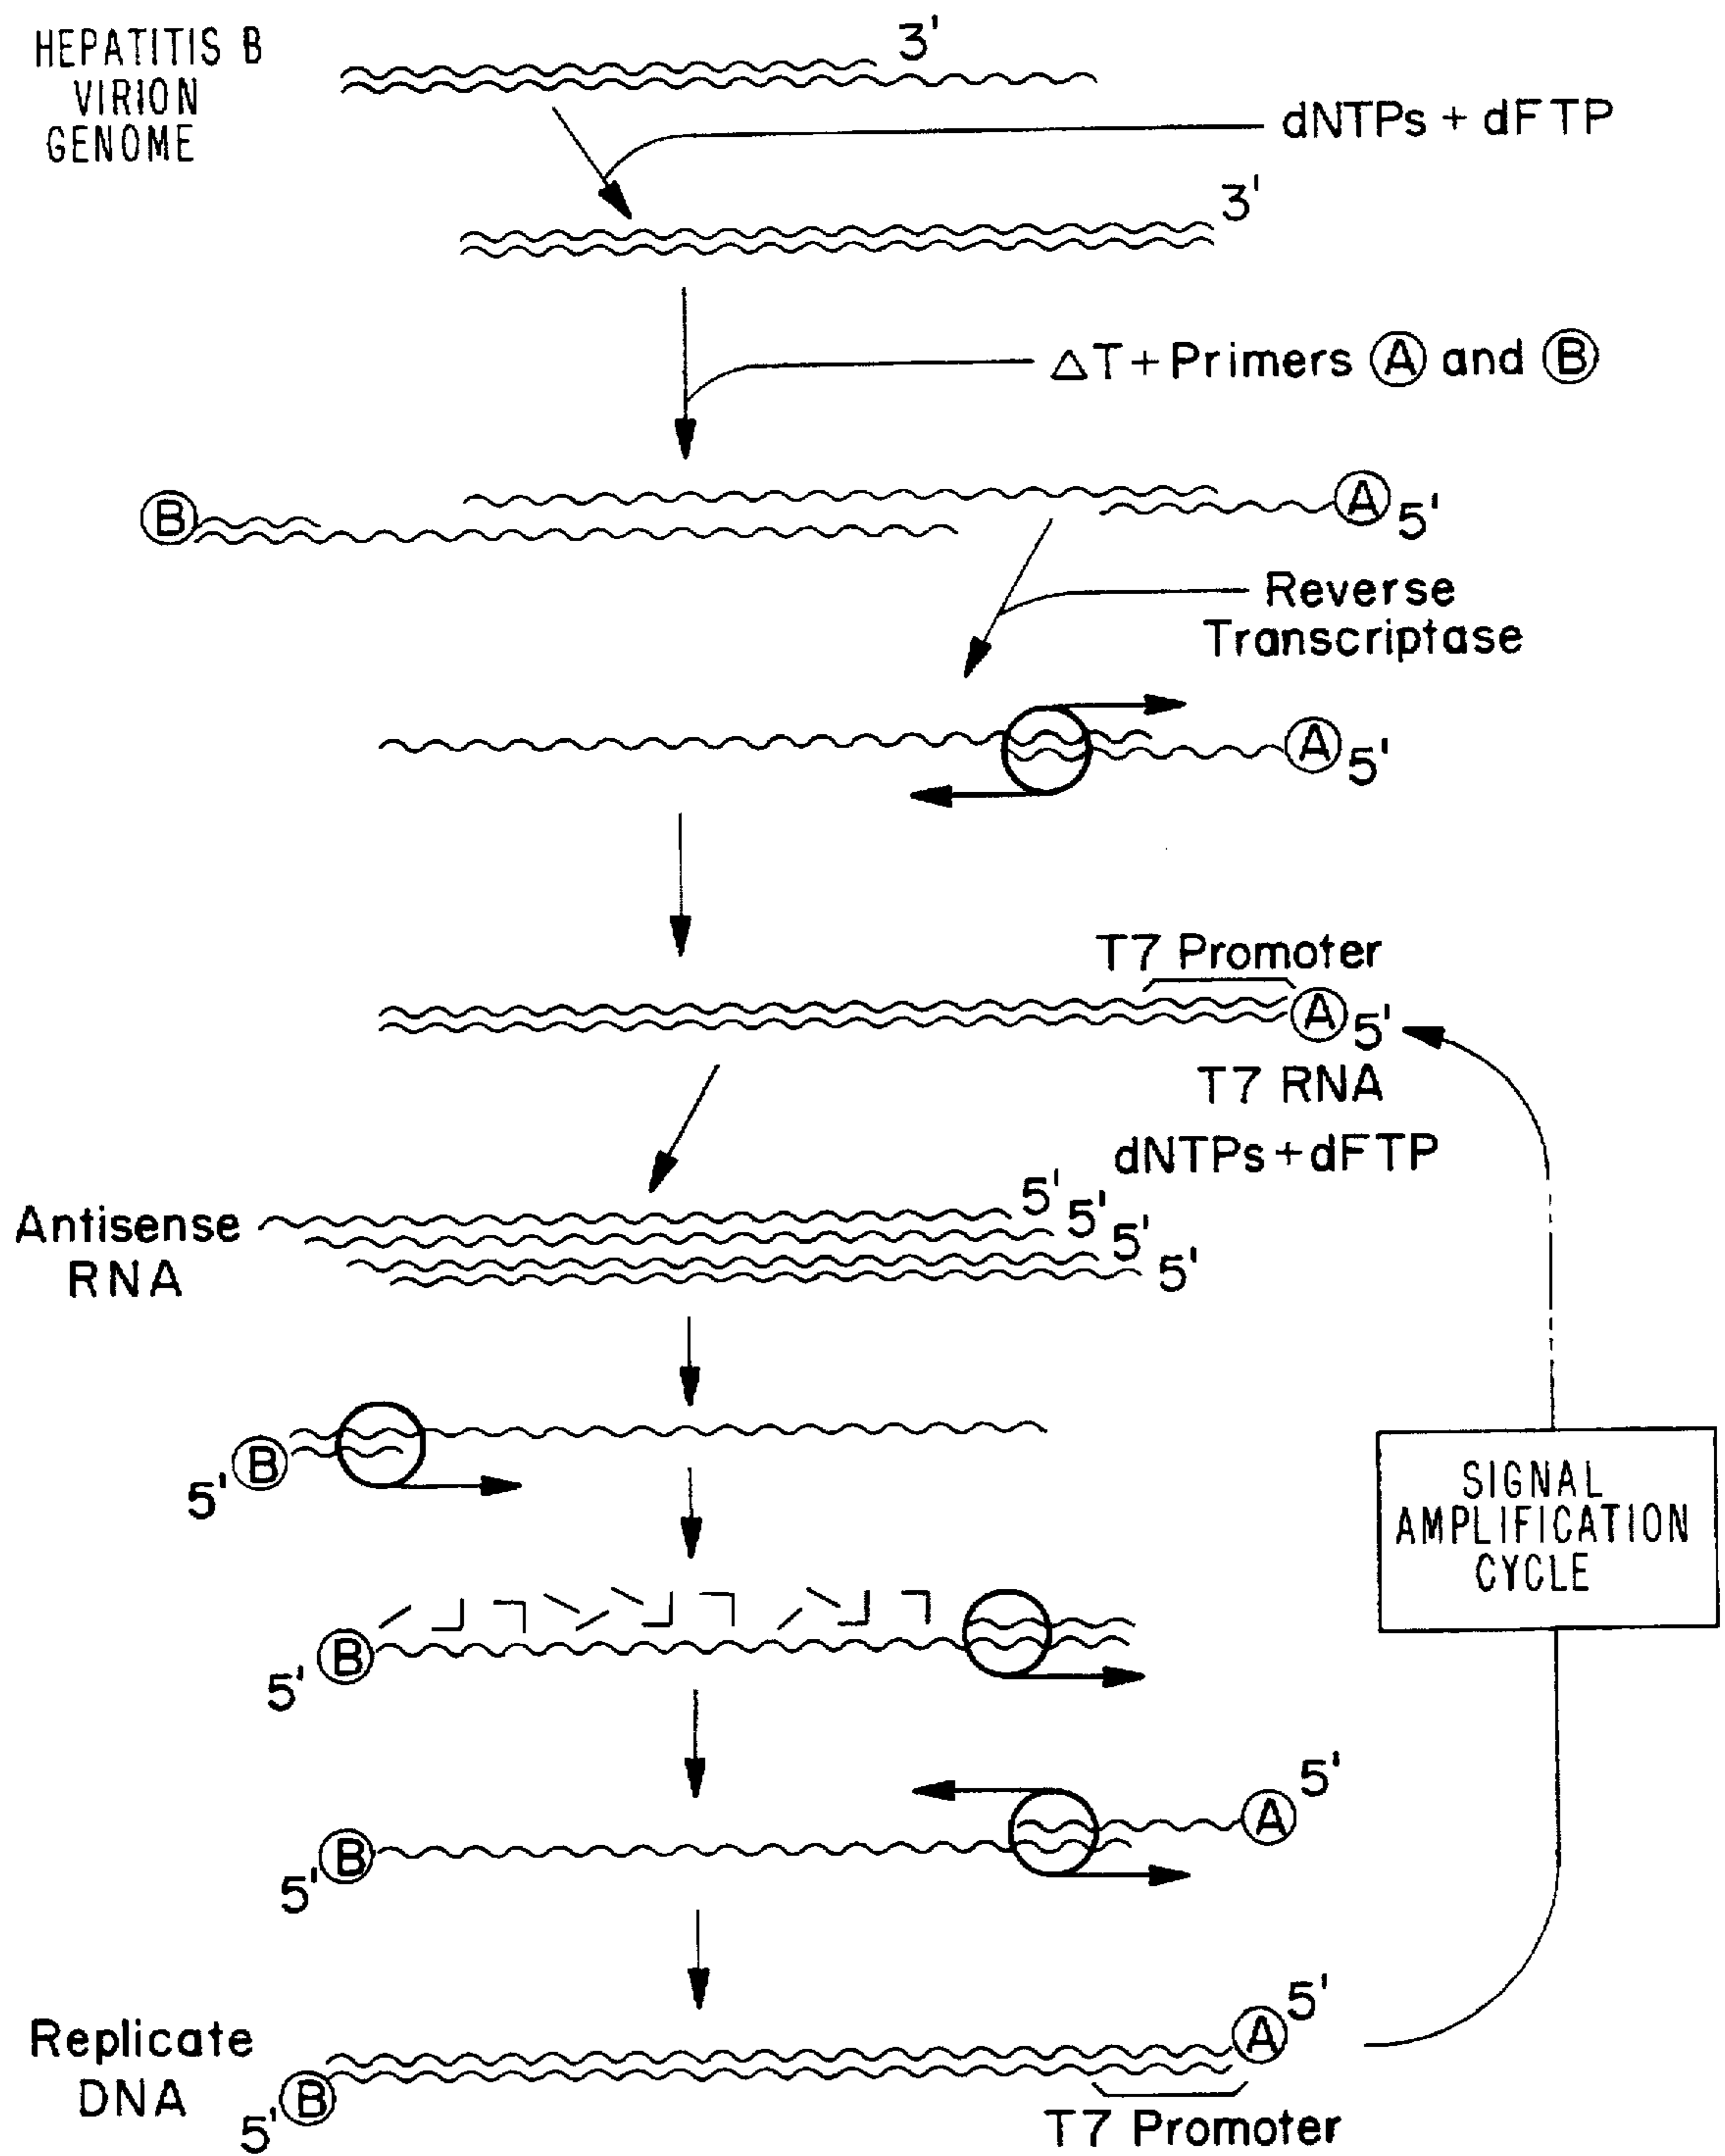 HEPATITIS B
VIRION
GENOME
3'
dNTPs + dFTP
3'
△T + Primers Ⓐ and Ⓑ
Ⓑ
Ⓐ 5'
Reverse
Transcriptase
Ⓐ 5'
T7 Promoter
Ⓐ 5'
T7 RNA
dNTPs + dFTP
Antisense
RNA
5'
5'
5'
5'
5' Ⓑ
SIGNAL
AMPLIFICATION
CYCLE
5' Ⓑ
5'
Ⓐ
5' Ⓑ
Replicate
DNA
5'
Ⓐ
5' Ⓑ
T7 Promoter